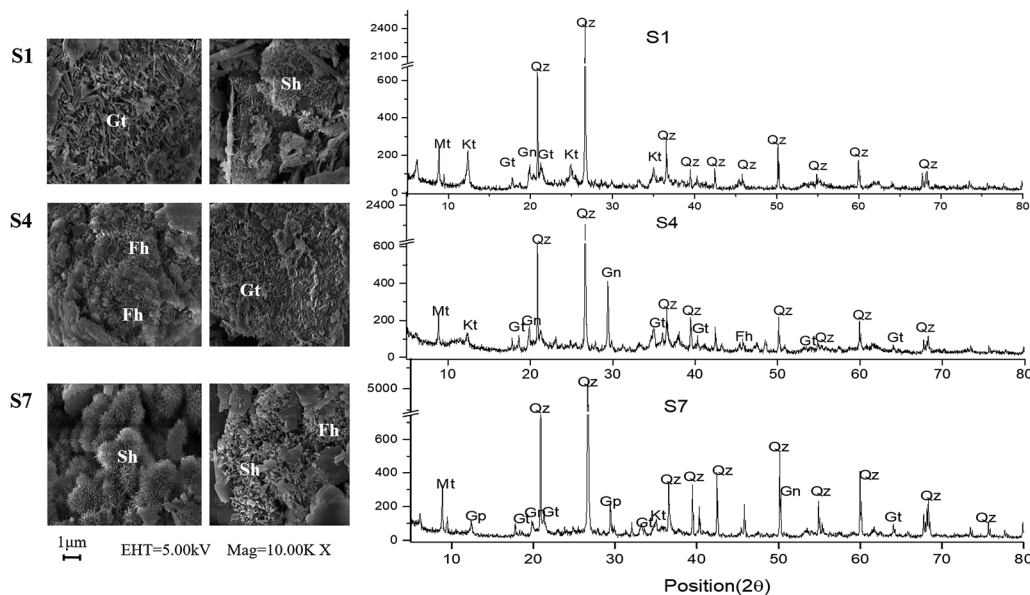 S1
Gt
Sh
S4
Fh
Fh
Gt
S7
Sh
Sh
Fh
1μm
EHT=5.00kV Mag=10.00K X
S1
2400
2100
600
400
200
0
Mt Kt Gt Gn Qz Gt Kt Qz Kt Qz Qz Qz Qz Qz Qz Qz Qz
10 20 30 40 50 60 70 80
S4
2400
600
400
200
0
Mt Kt Gt Gn Qz Qz Gn Gt Qz Qz Gt Fh Qz Gt Qz Qz Gt Qz
10 20 30 40 50 60 70 80
S7
5000
600
400
200
0
Mt Gp Gt Gn Qz Gt Qz Gp Gt Kt Qz Qz Qz Qz Gn Qz Qz Gt Qz Qz
10 20 30 40 50 60 70 80
Position(2θ)